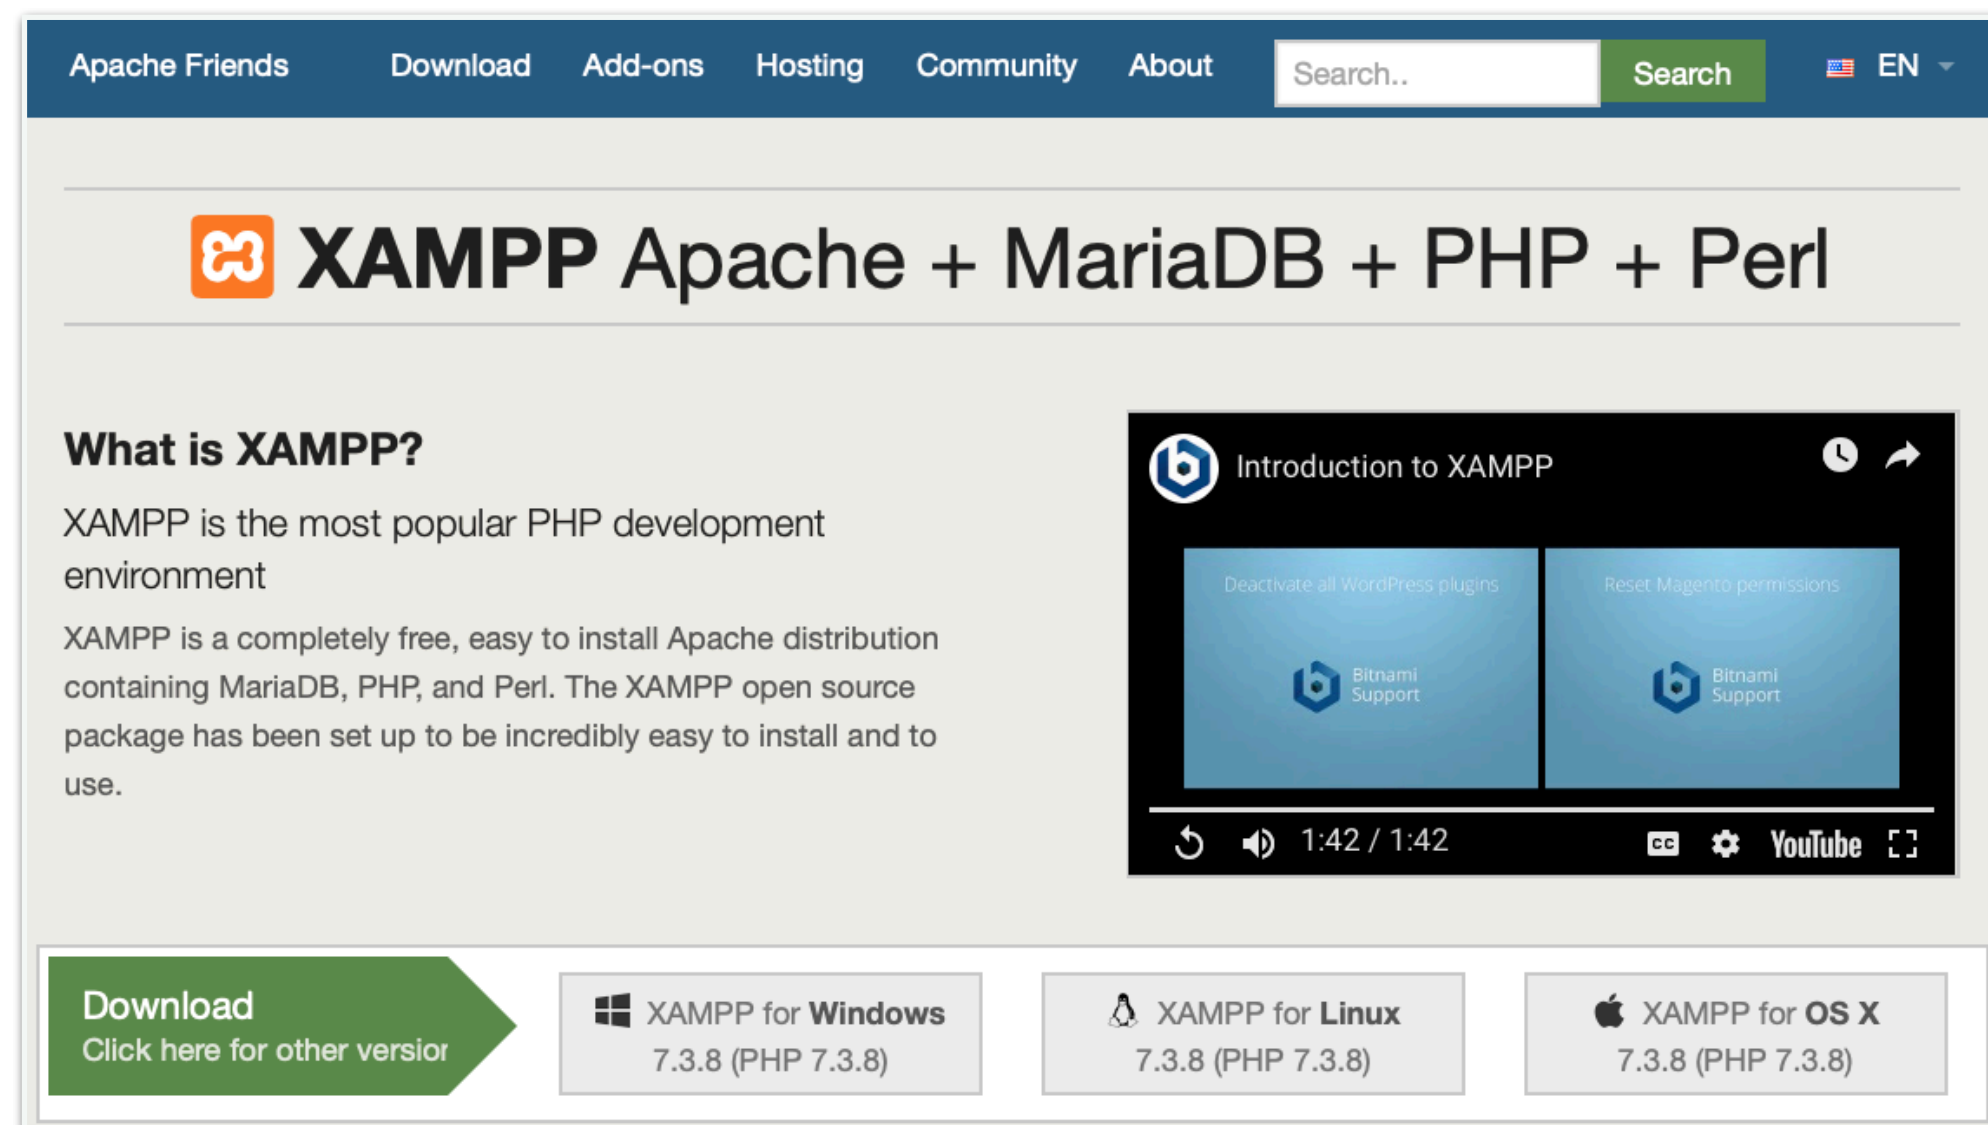 Apache Friends Download Add-ons Hosting Community About Search.. Search EN
XAMPP Apache + MariaDB + PHP + Perl
What is XAMPP?
XAMPP is the most popular PHP development
environment
XAMPP is a completely free, easy to install Apache distribution
containing MariaDB, PHP, and Perl. The XAMPP open source
package has been set up to be incredibly easy to install and to
use.
Introduction to XAMPP
Deactivate all WordPress plugins
Bitnami
Support
Reset Magento permissions
Bitnami
Support
1:42 / 1:42 CC YouTube
Download
Click here for other version
XAMPP for Windows
7.3.8 (PHP 7.3.8)
XAMPP for Linux
7.3.8 (PHP 7.3.8)
XAMPP for OS X
7.3.8 (PHP 7.3.8)